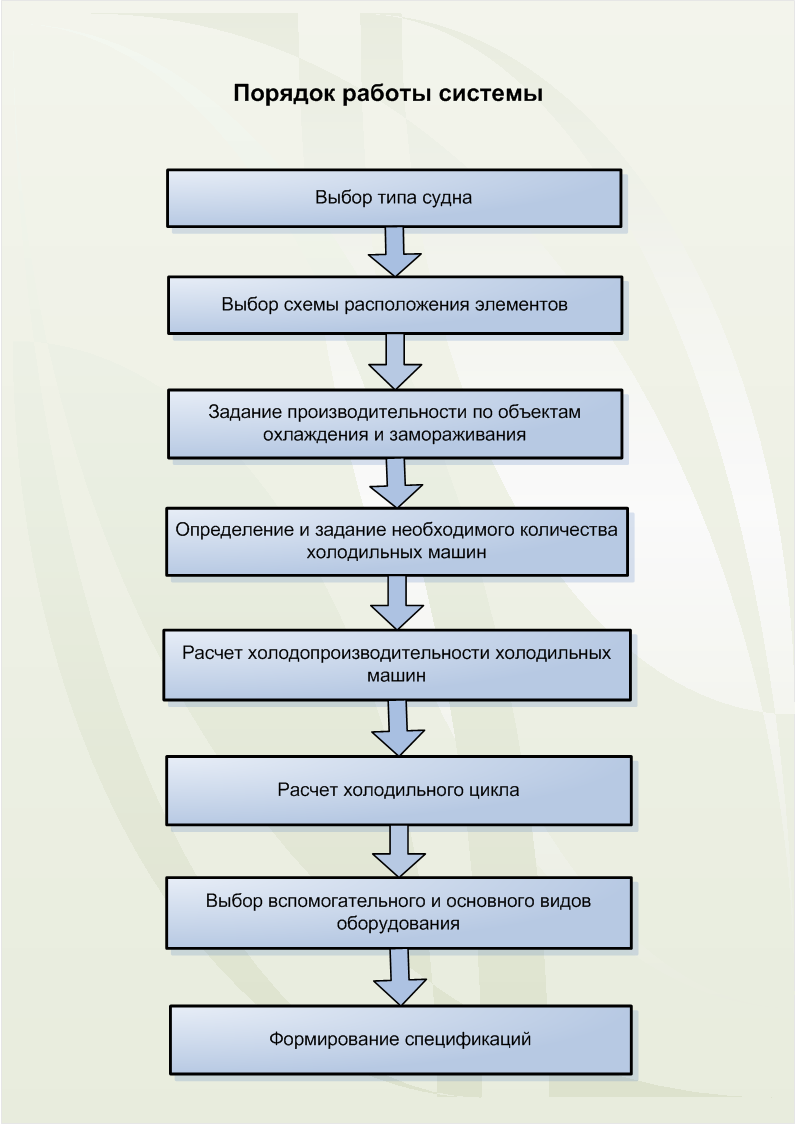 Порядок работы системы
Выбор типа судна
Выбор схемы расположения элементов
Задание производительности по объектам
охлаждения и замораживания
Определение и задание необходимого количества
холодильных машин
Расчет холодопроизводительности холодильных
машин
Расчет холодильного цикла
Выбор вспомогательного и основного видов
оборудования
Формирование спецификаций